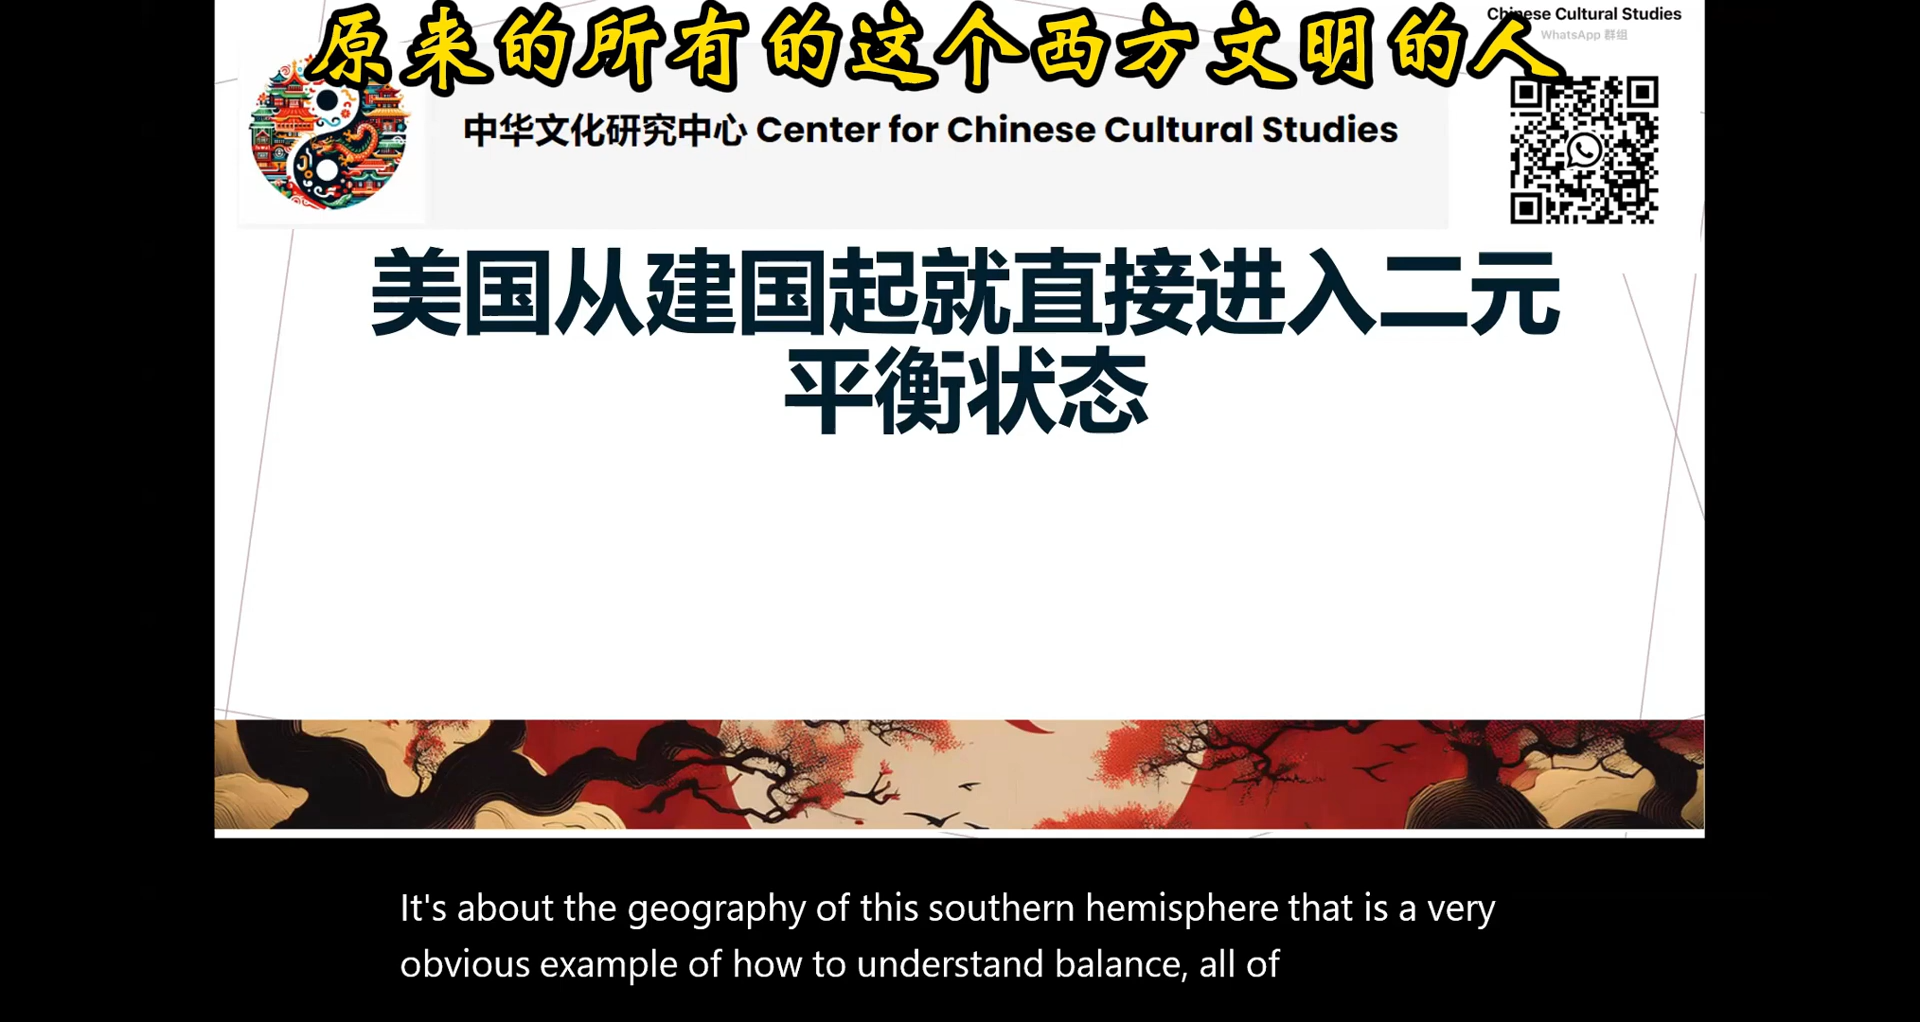 原来的所有的这个西方文明的人
Chinese Cultural Studies
WhatsApp 群组
中华文化研究中心 Center for Chinese Cultural Studies
美国从建国起就直接进入二元
平衡状态
It's about the geography of this southern hemisphere that is a very
obvious example of how to understand balance, all of